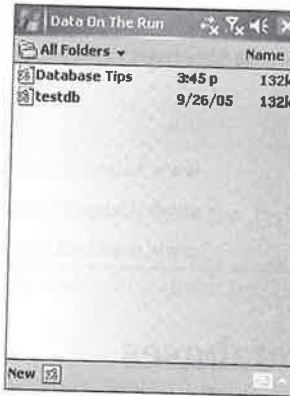 Data On The Run
All Folders Name
Database Tips 3:45 p 132k
testdb 9/26/05 132k
New